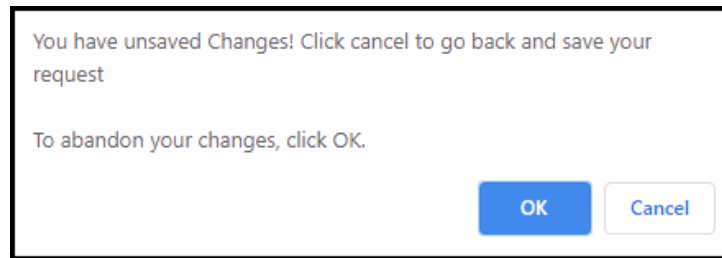 You have unsaved Changes! Click cancel to go back and save your
request
To abandon your changes, click OK.
OK Cancel